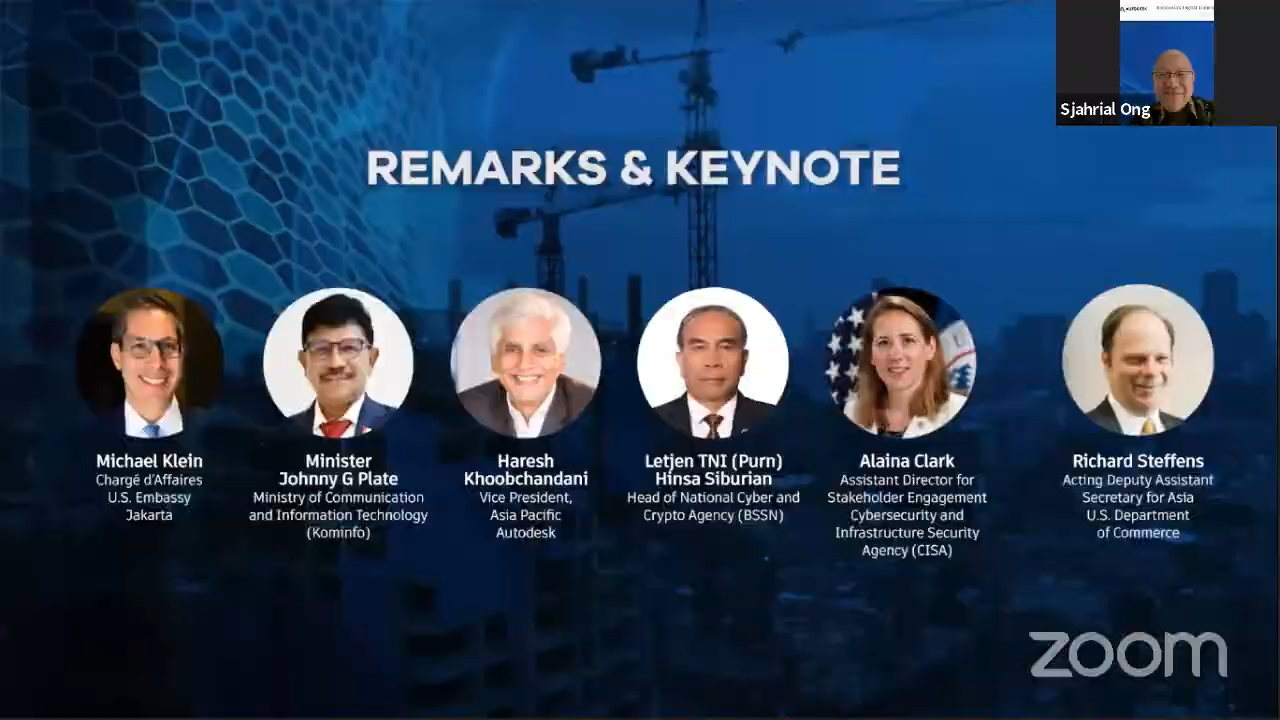 AUTODESK
Sjahrial Ong
REMARKS & KEYNOTE
Michael Klein
Chargé d'Affaires
U.S. Embassy
Jakarta
Minister
Johnny G Plate
Ministry of Communication
and Information Technology
(Kominfo)
Haresh
Khoobchandani
Vice President,
Asia Pacific
Autodesk
Letjen TNI (Purn)
Hinsa Siburian
Head of National Cyber and
Crypto Agency (BSSN)
Alaina Clark
Assistant Director for
Stakeholder Engagement
Cybersecurity and
Infrastructure Security
Agency (CISA)
Richard Steffens
Acting Deputy Assistant
Secretary for Asia
U.S. Department
of Commerce
zoom